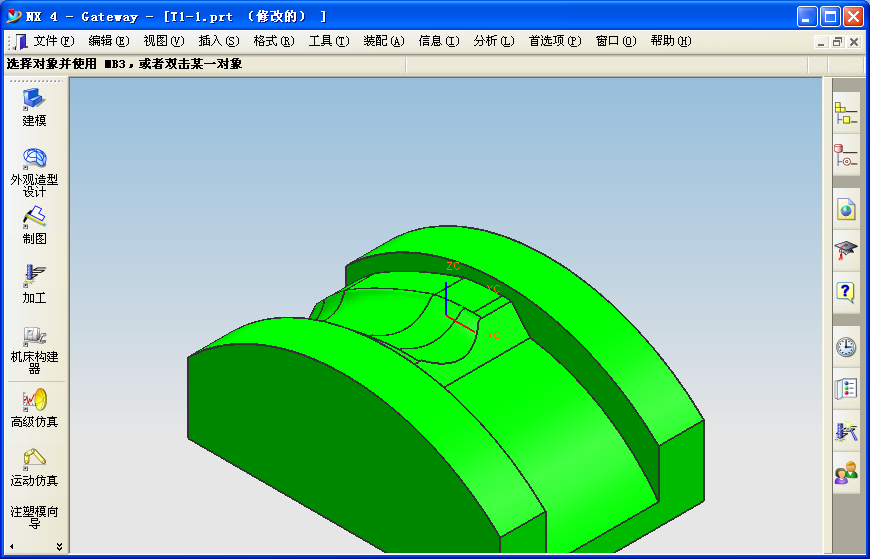 NX 4 - Gateway - [T1-1.prt （修改的） ]
文件(F) 编辑(E) 视图(V) 插入(S) 格式(R) 工具(T) 装配(A) 信息(I) 分析(L) 首选项(P) 窗口(O) 帮助(H)
选择对象并使用 MB3，或者双击某一对象
建模
外观造型
设计
制图
加工
机床构建
器
高级仿真
运动仿真
注塑模向
导
ZC
YC
XC